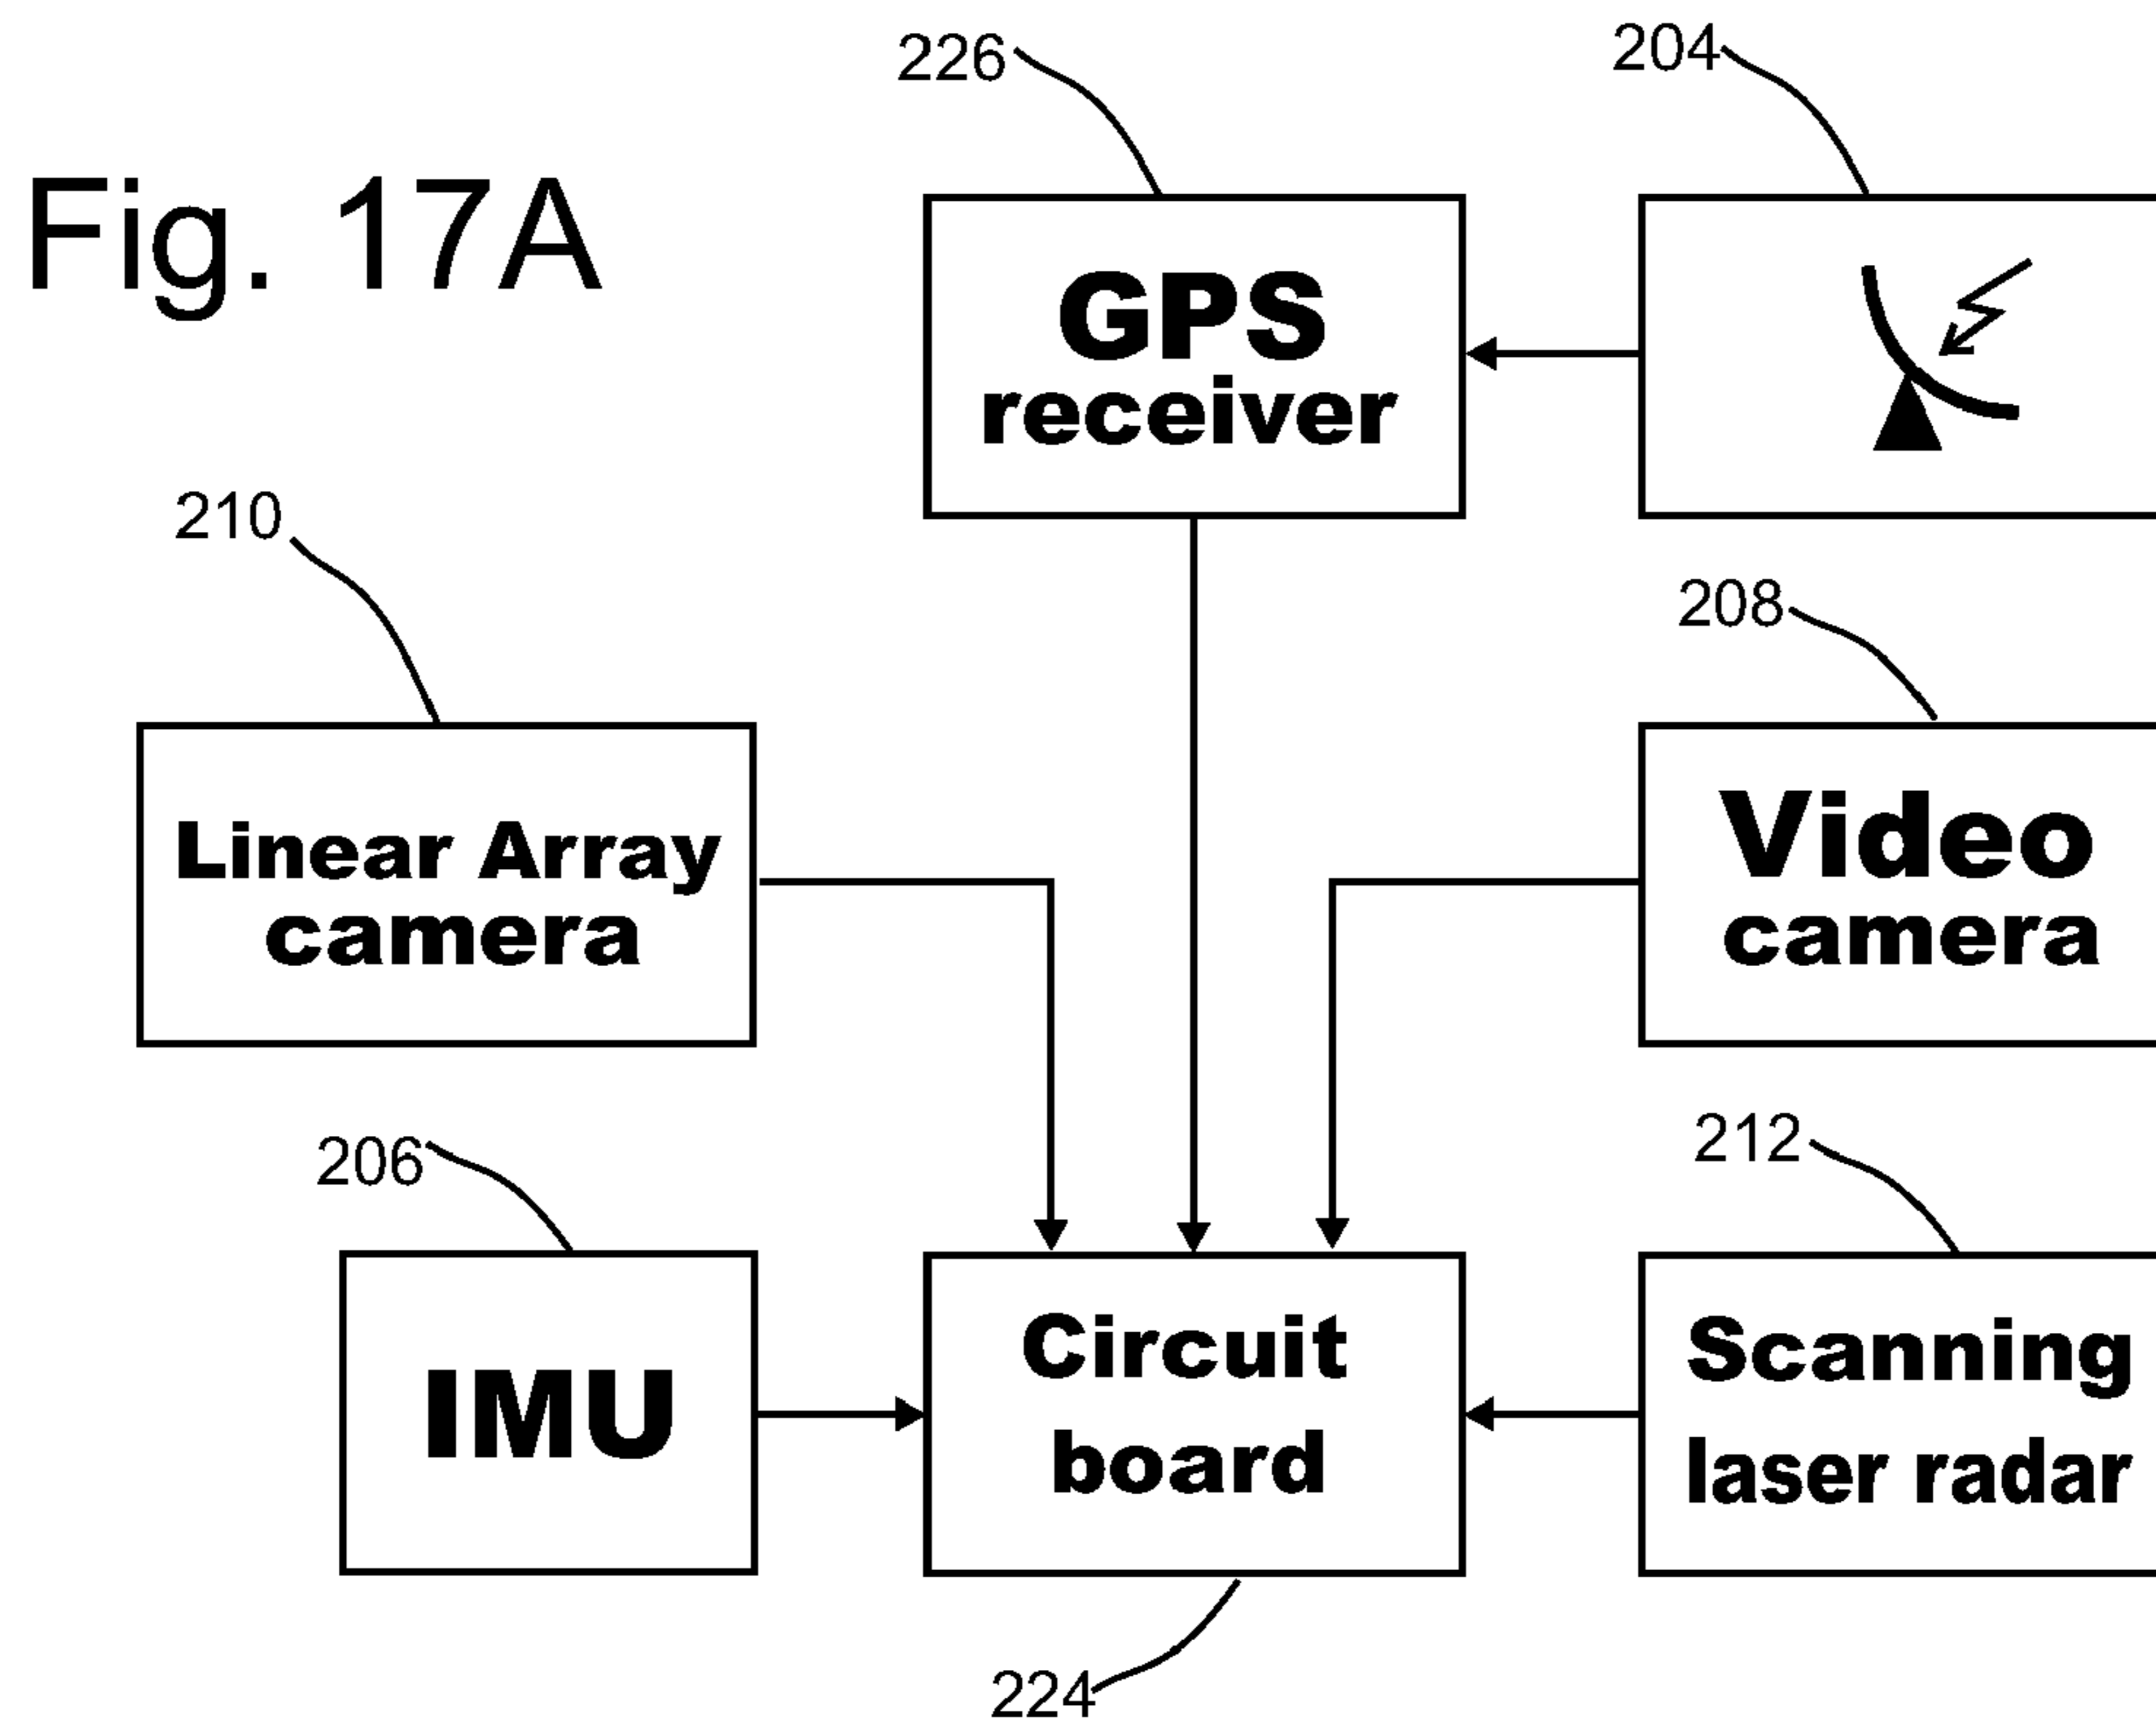 226
204
Fig. 17A
GPS
receiver
210
208
Linear Array
camera
Video
camera
206
212
IMU
Circuit
board
Scanning
laser radar
224